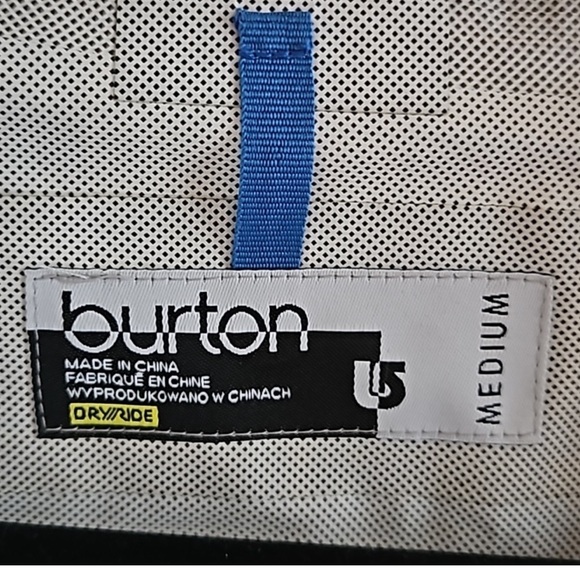 burton
MADE IN CHINA
FABRIQUÉ EN CHINE
WYPRODUKOWANO W CHINACH
DRYRIDE
MEDIUM